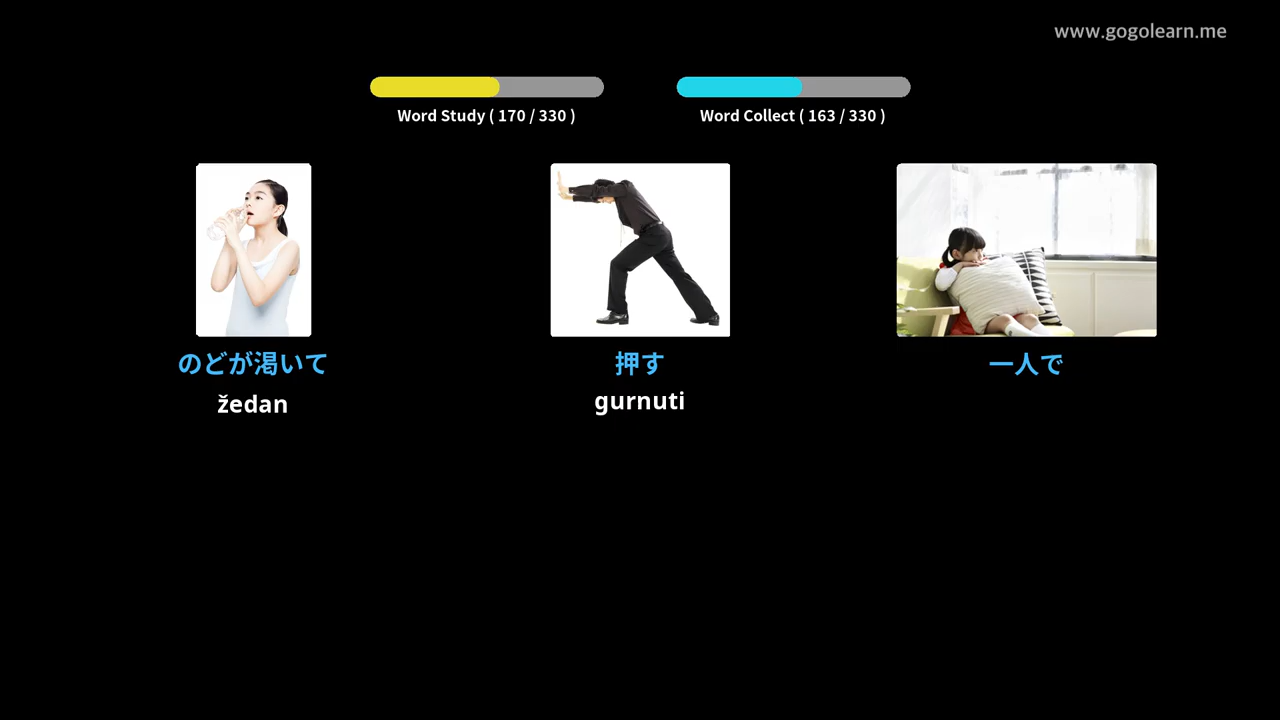 www.gogolearn.me
Word Study ( 170 / 330 )
Word Collect ( 163 / 330 )
のどが渇いて
押す
一人で
žedan
gurnuti